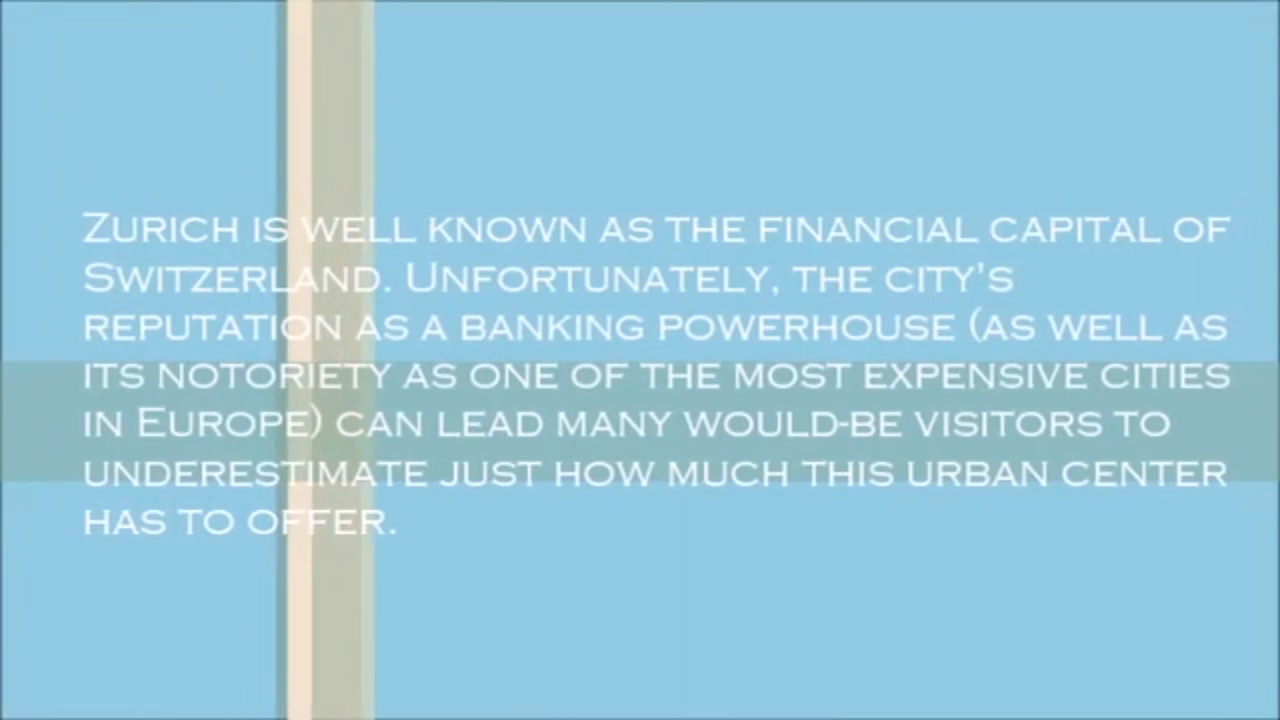 Zurich is well known as the financial capital of
Switzerland. Unfortunately, the city's
reputation as a banking powerhouse (as well as
its notoriety as one of the most expensive cities
in Europe) can lead many would-be visitors to
underestimate just how much this urban center
has to offer.